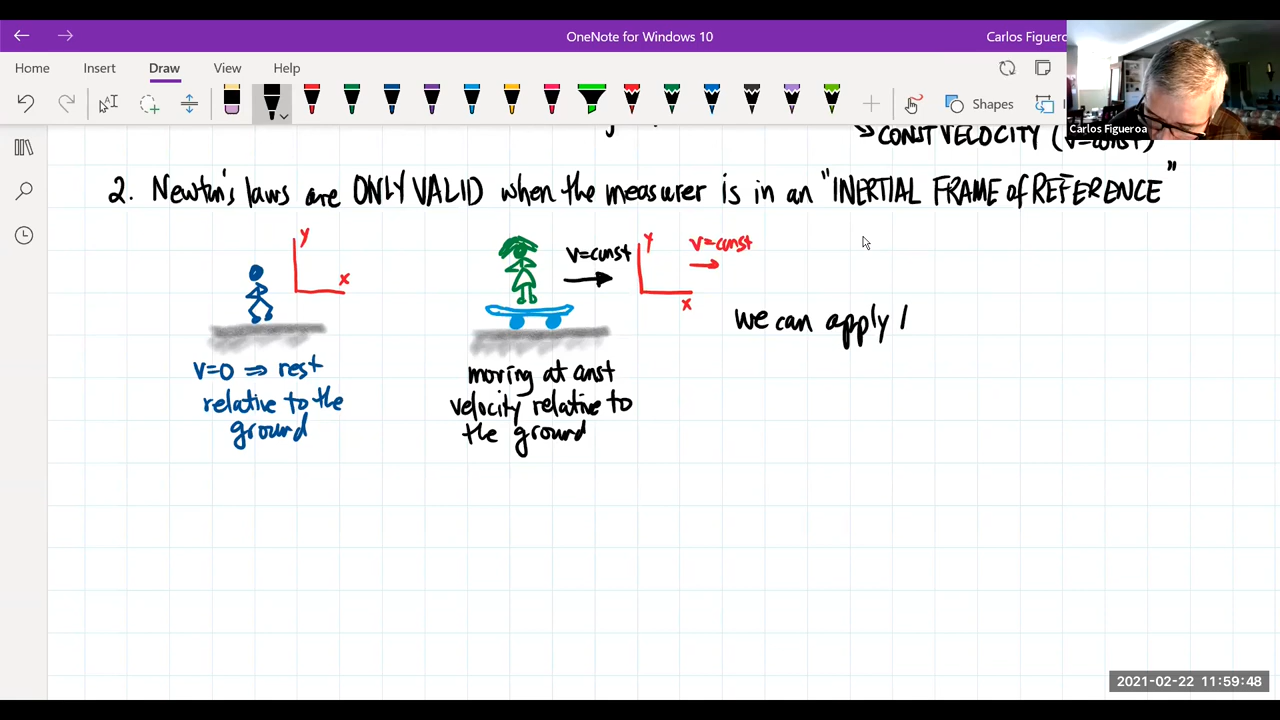 OneNote for Windows 10
Carlos Figueroa
Home Insert Draw View Help
Shapes
Carlos Figueroa
CONST VELOCITY (v=const)
2. Newton's laws are ONLY VALID when the measurer is in an "INERTIAL FRAME of REFERENCE"
y
x
v=const
y
v=const
x
we can apply
v=0 ⇒ rest
relative to the
ground
moving at const
velocity relative to
the ground
2021-02-22 11:59:48